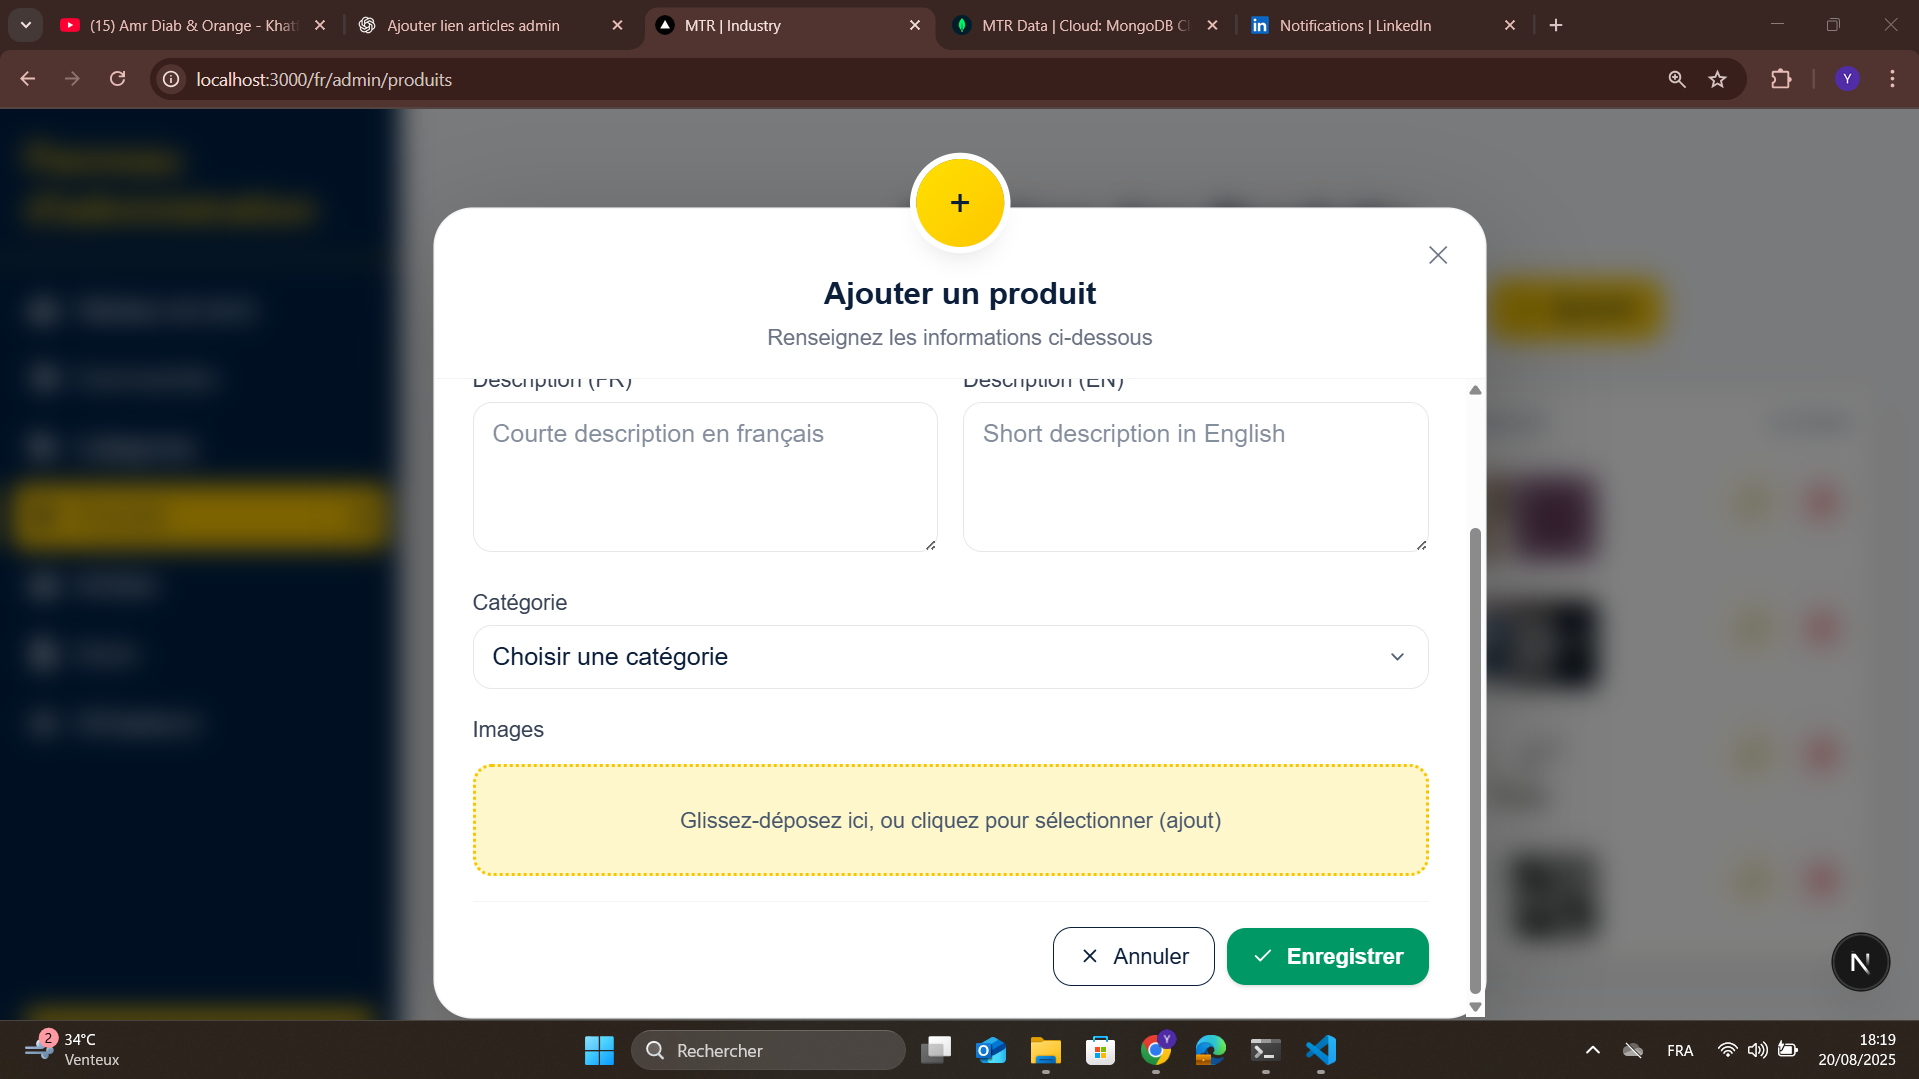 (15) Amr Diab & Orange - Khat
Ajouter lien articles admin
MTR | Industry
MTR Data | Cloud: MongoDB Cl
Notifications | LinkedIn
localhost:3000/fr/admin/produits
Y
+
Ajouter un produit
Renseignez les informations ci-dessous
Description (FR)
Description (EN)
Courte description en français
Short description in English
Catégorie
Choisir une catégorie
Images
Glissez-déposez ici, ou cliquez pour sélectionner (ajout)
Annuler
Enregistrer
N
2
34°C
Venteux
Rechercher
Y
FRA
18:19
20/08/2025